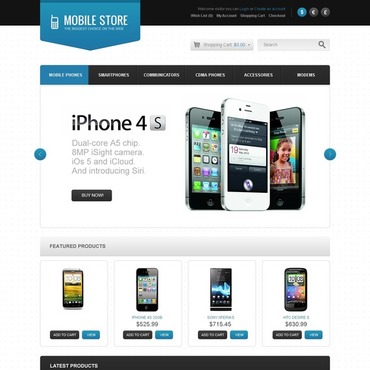 MOBILE STORE
THE BIGGEST CHOICE ON THE WEB
Welcome visitor you can Login or Create an account
Wish List (0) My Account Shopping Cart Checkout
$ € £
Shopping Cart: $0.00
Search
MOBILE PHONES SMARTPHONES COMMUNICATORS CDMA PHONES ACCESSORIES MODEMS
iPhone 4 S
Dual-core A5 chip.
8MP iSight camera.
iOs 5 and iCloud.
And introducing Siri.
BUY NOW!
FEATURED PRODUCTS
IPHONE 4S 20GB
$525.99
$715.45
HTC DESIRE S
$630.99
ADD TO CART VIEW
ADD TO CART VIEW
ADD TO CART VIEW
ADD TO CART VIEW
LATEST PRODUCTS